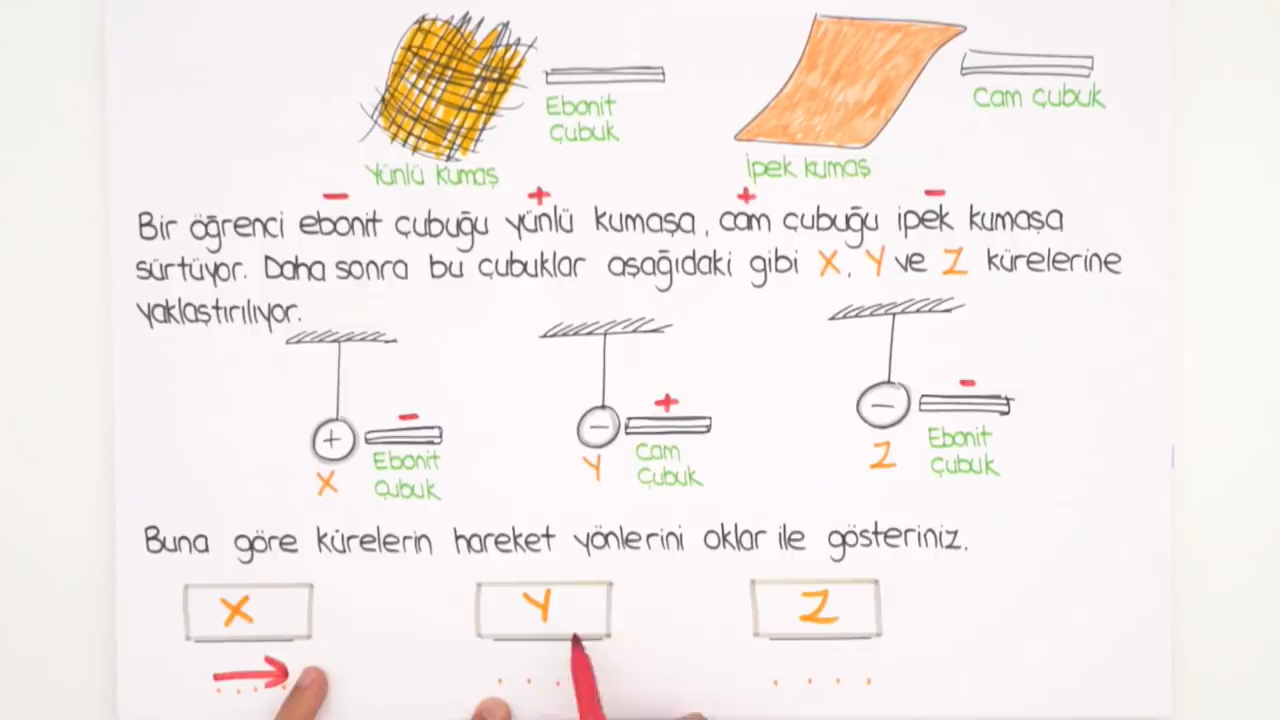 Ebonit
Çubuk
Cam Çubuk
Yünlü Kumaş
İpek Kumaş
- + + -
Bir öğrenci ebonit çubuğu yünlü kumaşa, cam çubuğu ipek kumaşa
sürtüyor. Daha sonra bu çubuklar aşağıdaki gibi X, Y ve Z kürelerine
yaklaştırılıyor.
- + -
+ - -
X
Ebonit
Çubuk
Y
Cam
Çubuk
Z
Ebonit
Çubuk
Buna göre kürelerin hareket yönlerini oklar ile gösteriniz.
X Y Z